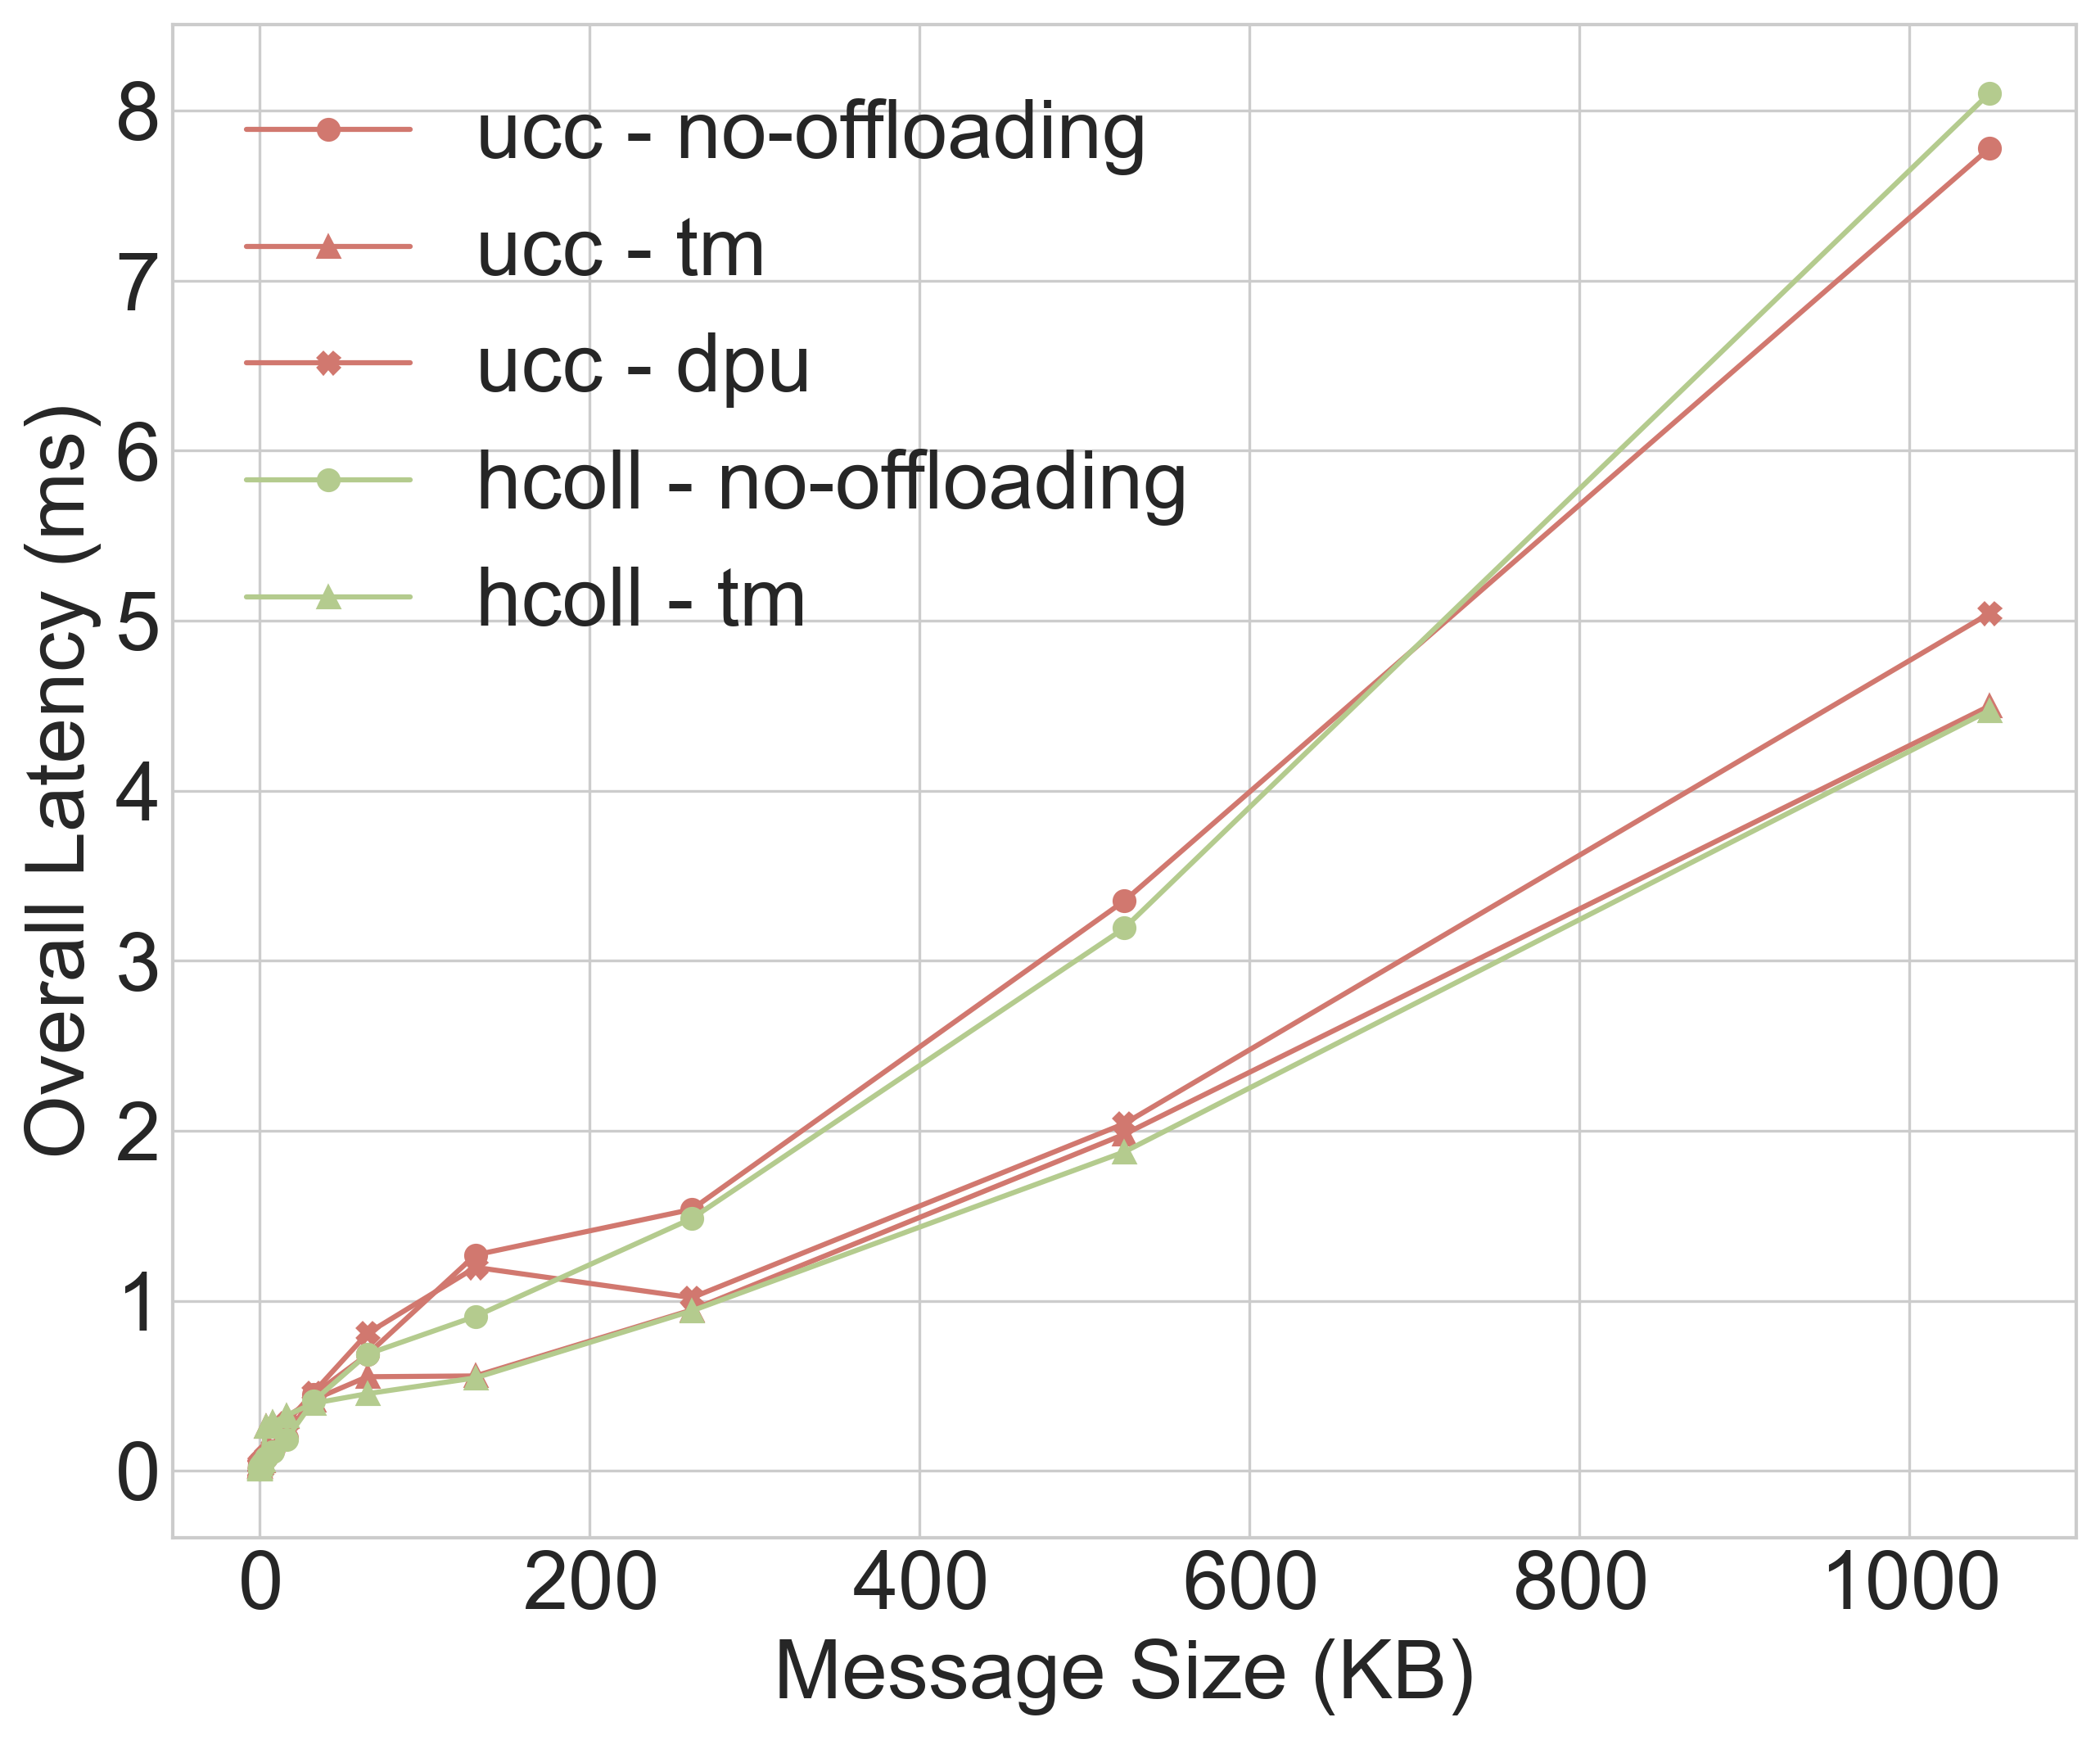 ucc - no-offloading
ucc - tm
ucc - dpu
hcoll - no-offloading
hcoll - tm
Overall Latency (ms)
8
7
6
5
4
3
2
1
0
0 200 400 600 800 1000
Message Size (KB)